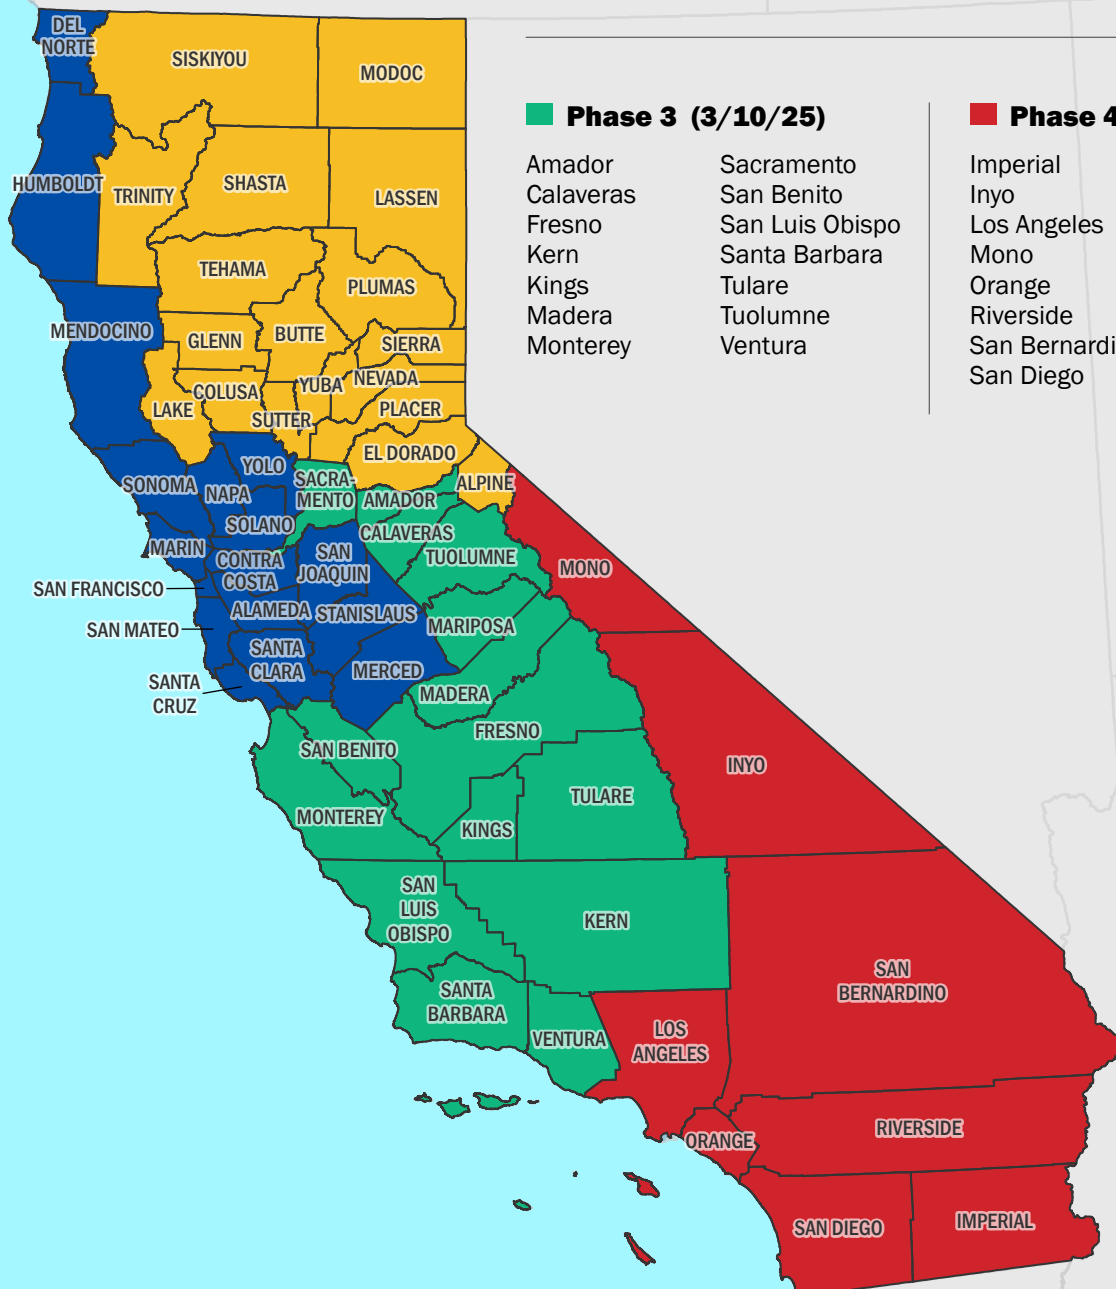 DEL
NORTE
SISKIYOU
MODOC
Phase 3 (3/10/25)
Amador
Calaveras
Fresno
Kern
Kings
Madera
Monterey
Sacramento
San Benito
San Luis Obispo
Santa Barbara
Tulare
Tuolumne
Ventura
Phase 4
Imperial
Inyo
Los Angeles
Mono
Orange
Riverside
San Bernardi
San Diego
HUMBOLDT
TRINITY
SHASTA
LASSEN
TEHAMA
PLUMAS
MENDOCINO
GLENN
BUTTE
SIERRA
LAKE
COLUSA
YUBA
NEVADA
SUTTER
PLACER
EL DORADO
SONOMA
NAPA
YOLO
SACRA-
MENTO
AMADOR
ALPINE
SOLANO
MARIN
CONTRA
COSTA
SAN
JOAQUIN
CALAVERAS
TUOLUMNE
MONO
SAN FRANCISCO
ALAMEDA
STANISLAUS
MARIPOSA
SAN MATEO
SANTA
CLARA
MERCED
SANTA
CRUZ
MADERA
FRESNO
SAN BENITO
INYO
MONTEREY
KINGS
TULARE
SAN
LUIS
OBISPO
KERN
SANTA
BARBARA
VENTURA
LOS
ANGELES
SAN
BERNARDINO
ORANGE
RIVERSIDE
SAN DIEGO
IMPERIAL